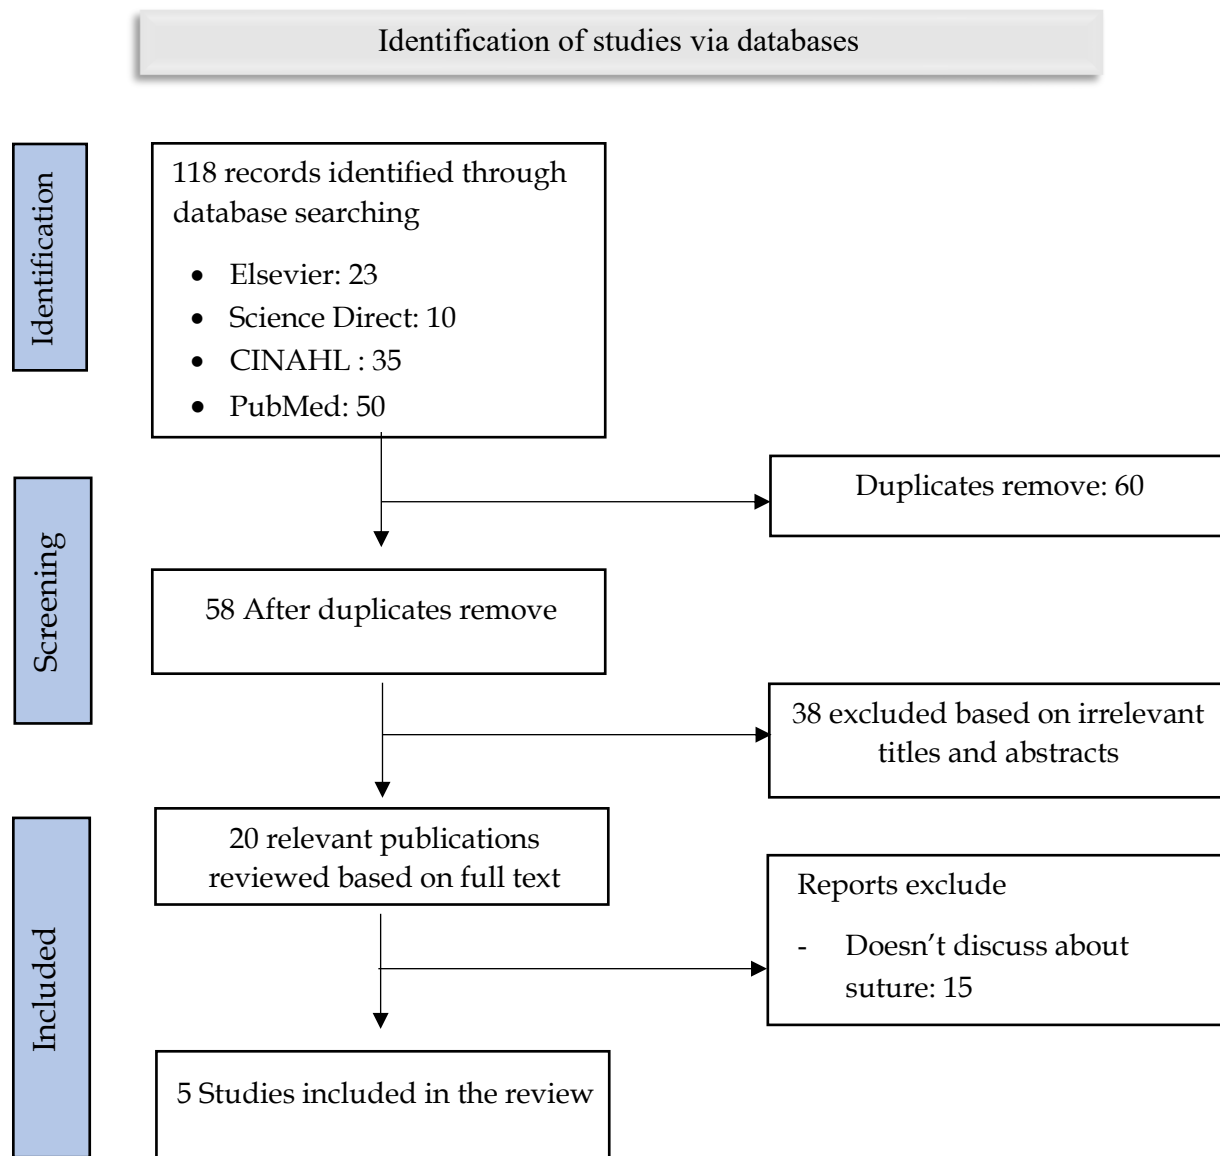 Identification of studies via databases
Identification
118 records identified through
database searching
• Elsevier: 23
• Science Direct: 10
• CINAHL : 35
• PubMed: 50
Duplicates remove: 60
Screening
58 After duplicates remove
38 excluded based on irrelevant
titles and abstracts
20 relevant publications
reviewed based on full text
Reports exclude
- Doesn’t discuss about
suture: 15
Included
5 Studies included in the review